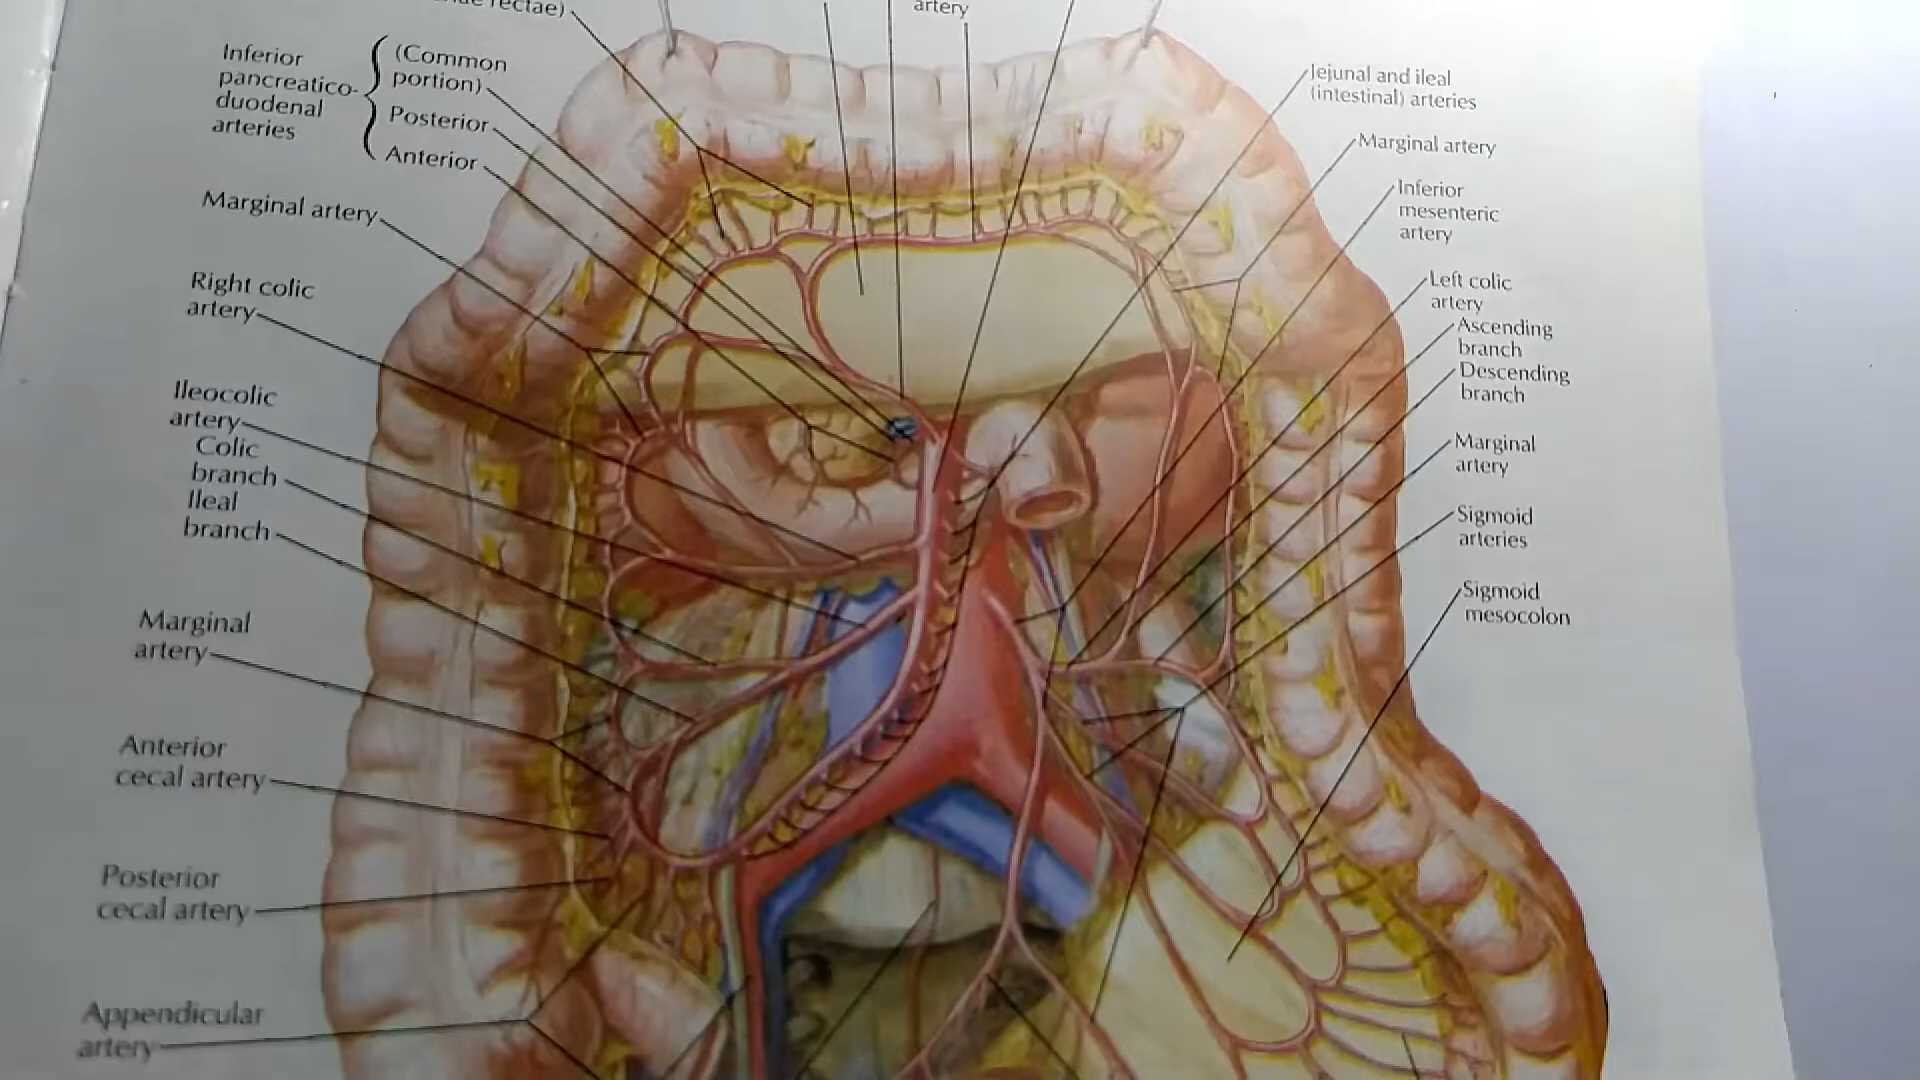 rectae)
artery
Inferior
pancreatico-
duodenal
arteries
(Common
portion)
Posterior
Anterior
Marginal artery
Right colic
artery
Ileocolic
artery
Colic
branch
Ileal
branch
Marginal
artery
Anterior
cecal artery
Posterior
cecal artery
Appendicular
artery
Jejunal and ileal
(intestinal) arteries
Marginal artery
Inferior
mesenteric
artery
Left colic
artery
Ascending
branch
Descending
branch
Marginal
artery
Sigmoid
arteries
Sigmoid
mesocolon